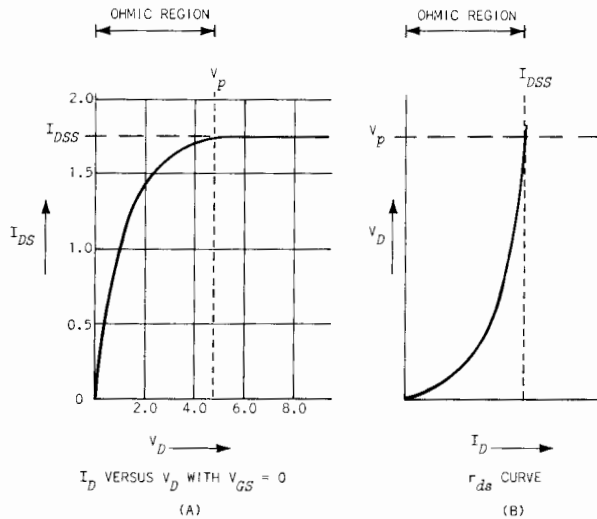 OHMIC REGION
V_p
2.0
I_DSS
1.5
I_DS
1.0
0.5
0
2.0 4.0 6.0 8.0
V_D
I_D VERSUS V_D WITH V_GS = 0
(A)
OHMIC REGION
I_DSS
V_p
V_D
I_D
r_ds CURVE
(B)